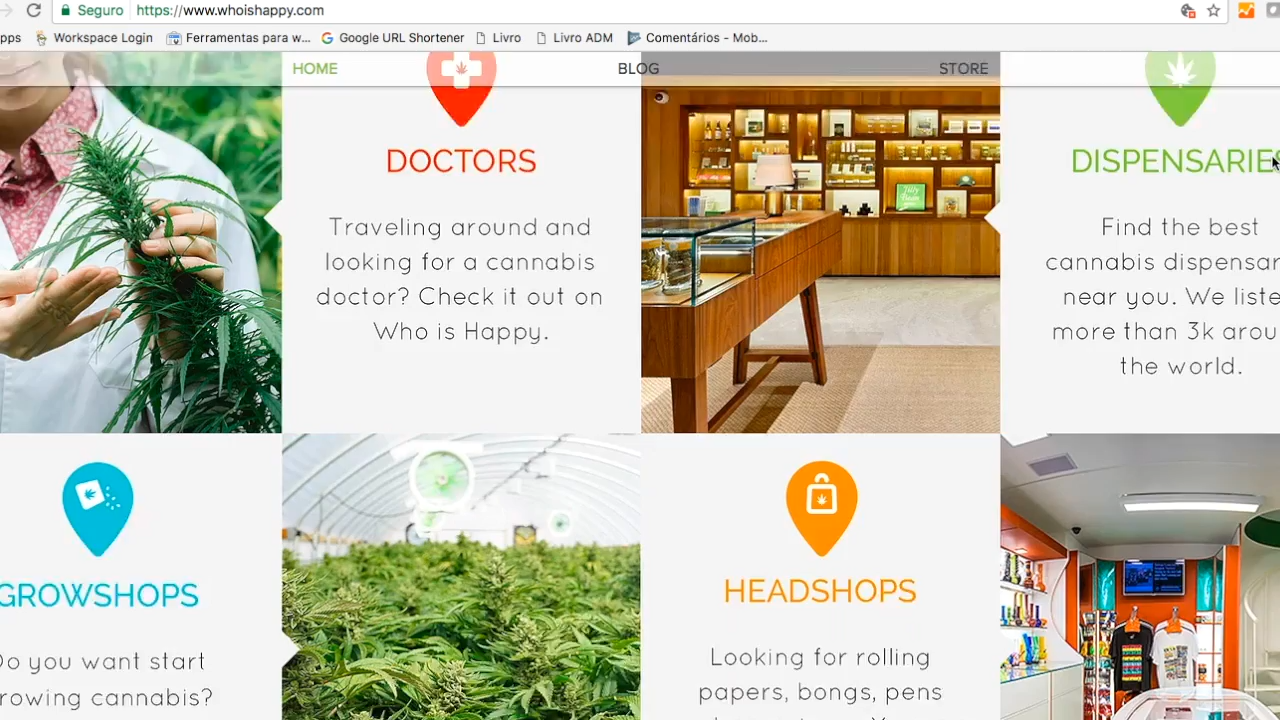 Seguro https://www.whoishappy.com
pps Workspace Login Ferramentas para w... Google URL Shortener Livro Livro ADM Comentários - Mob...
HOME BLOG STORE
DOCTORS
Traveling around and
looking for a cannabis
doctor? Check it out on
Who is Happy.
DISPENSARIES
Find the best
cannabis dispensar
near you. We liste
more than 3k arou
the world.
GROWSHOPS
Do you want start
rowing cannabis?
HEADSHOPS
Looking for rolling
papers, bongs, pens